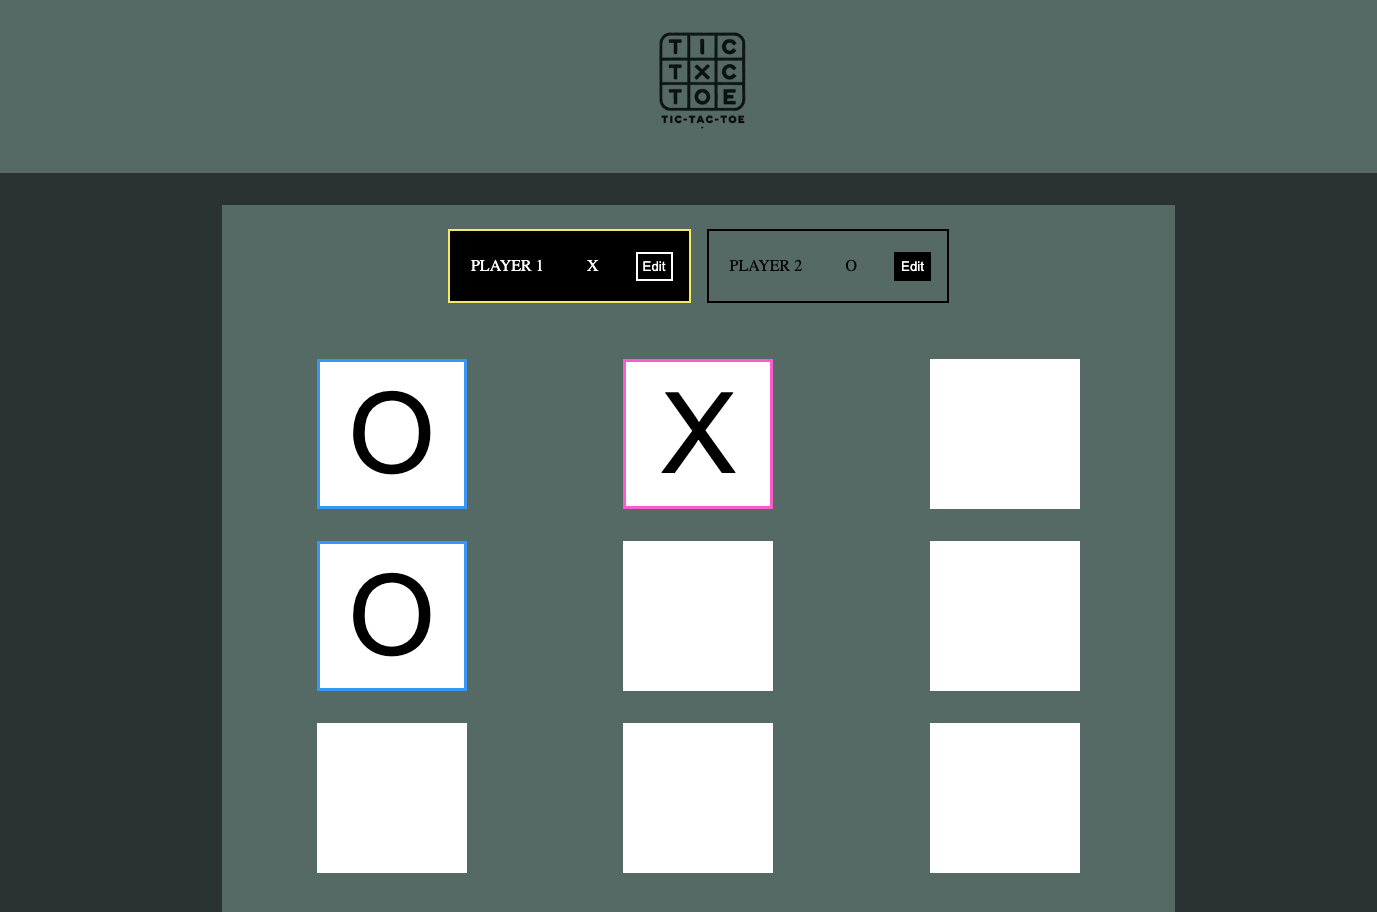 T I C
T X C
T O E
TIC-TAC-TOE
PLAYER 1 X Edit PLAYER 2 O Edit
O X
O